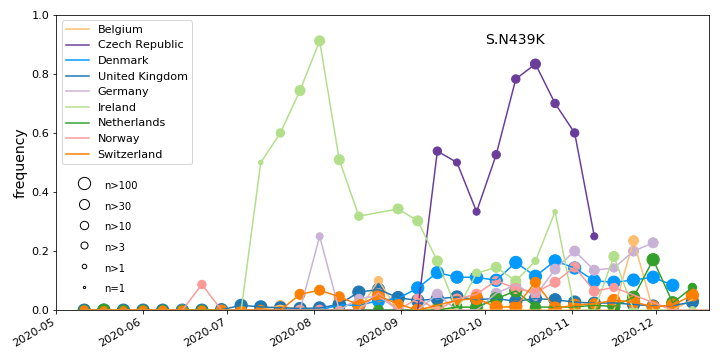 S.N439K
1.0
0.8
0.6
0.4
0.2
0.0
frequency
Belgium
Czech Republic
Denmark
United Kingdom
Germany
Ireland
Netherlands
Norway
Switzerland
n>100
n>30
n>10
n>3
n>1
n=1
2020-05
2020-06
2020-07
2020-08
2020-09
2020-10
2020-11
2020-12